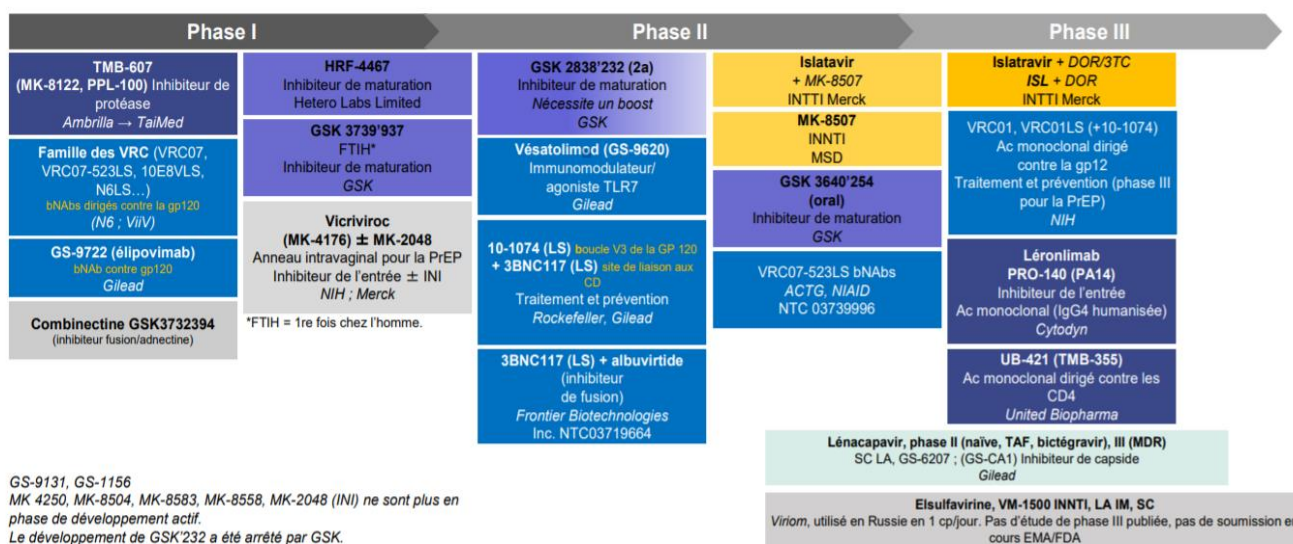 Phase I
Phase II
Phase III
TMB-607
(MK-8122, PPL-100) Inhibiteur de
protéase
Ambrilla → TaiMed
Famille des VRC (VRC07,
VRC07-523LS, 10E8VLS,
N6LS...)
bNAbs dirigés contre la gp120
(N6 ; ViiV)
GS-9722 (élipovimab)
bNAb contre gp120
Gilead
Combinectine GSK3732394
(inhibiteur fusion/adnectine)
HRF-4467
Inhibiteur de maturation
Hetero Labs Limited
GSK 3739'937
FTIH*
Inhibiteur de maturation
GSK
Vicriviroc
(MK-4176) ± MK-2048
Anneau intravaginal pour la PrEP
Inhibiteur de l'entrée ± INI
NIH ; Merck
*FTIH = 1re fois chez l'homme.
GSK 2838'232 (2a)
Inhibiteur de maturation
Nécessite un boost
GSK
Vésatolimod (GS-9620)
Immunomodulateur/
agoniste TLR7
Gilead
10-1074 (LS) boucle V3 de la GP 120
+ 3BNC117 (LS) site de liaison aux
CD
Traitement et prévention
Rockefeller, Gilead
3BNC117 (LS) + albuvirtide
(inhibiteur
de fusion)
Frontier Biotechnologies
Inc. NTC03719664
Islatavir
+ MK-8507
INTTI Merck
MK-8507
INNTI
MSD
GSK 3640'254
(oral)
Inhibiteur de maturation
GSK
VRC07-523LS bNAbs
ACTG, NIAID
NTC 03739996
Islatravir + DOR/3TC
ISL + DOR
INTTI Merck
VRC01, VRC01LS (+10-1074)
Ac monoclonal dirigé
contre la gp12
Traitement et prévention (phase III
pour la PrEP)
NIH
Léronlimab
PRO-140 (PA14)
Inhibiteur de l'entrée
Ac monoclonal (IgG4 humanisée)
Cytodyn
UB-421 (TMB-355)
Ac monoclonal dirigé contre les
CD4
United Biopharma
Lénacapavir, phase II (naïve, TAF, bictégravir), III (MDR)
SC LA, GS-6207 ; (GS-CA1) Inhibiteur de capside
Gilead
Elsulfavirine, VM-1500 INNTI, LA IM, SC
Viriom, utilisé en Russie en 1 cp/jour. Pas d'étude de phase III publiée, pas de soumission en
cours EMA/FDA
GS-9131, GS-1156
MK 4250, MK-8504, MK-8583, MK-8558, MK-2048 (INI) ne sont plus en
phase de développement actif.
Le développement de GSK'232 a été arrêté par GSK.